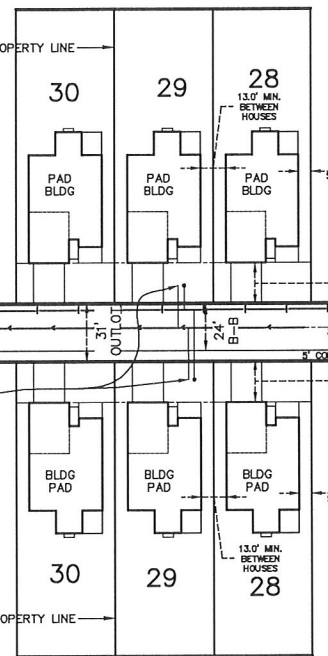 OPERTY LINE
30
29
28
13.0' MIN.
BETWEEN
HOUSES
PAD
BLDG
PAD
BLDG
PAD
BLDG
31'
OUTLOT
24'
B-B
5' CO
BLDG
PAD
BLDG
PAD
BLDG
PAD
13.0' MIN.
BETWEEN
HOUSES
30
29
28
OPERTY LINE